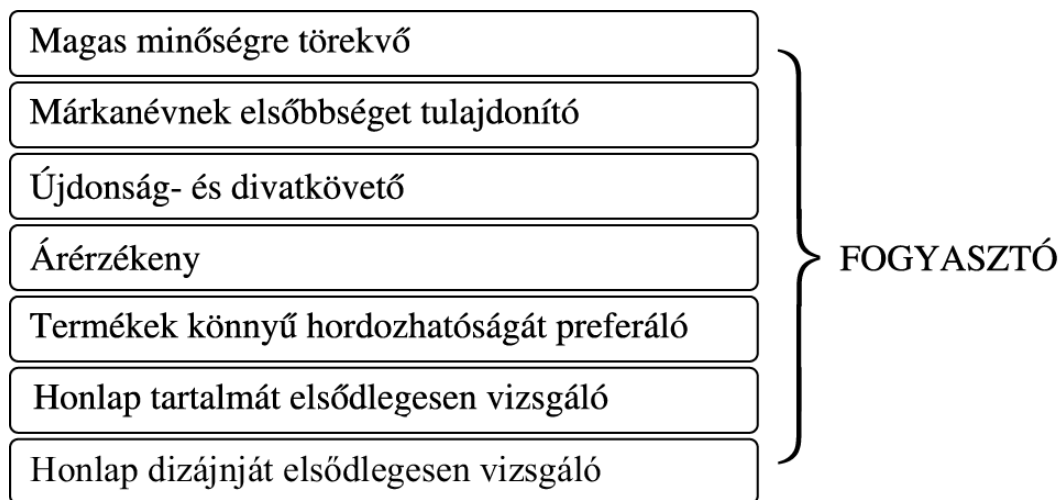 Magas minőségre törekvő
Márkanévnek elsőbbséget tulajdonító
Újdonság- és divatkövető
Árérzékeny
Termékek könnyű hordozhatóságát preferáló
Honlap tartalmát elsődlegesen vizsgáló
Honlap dizájnját elsődlegesen vizsgáló
FOGYASZTÓ